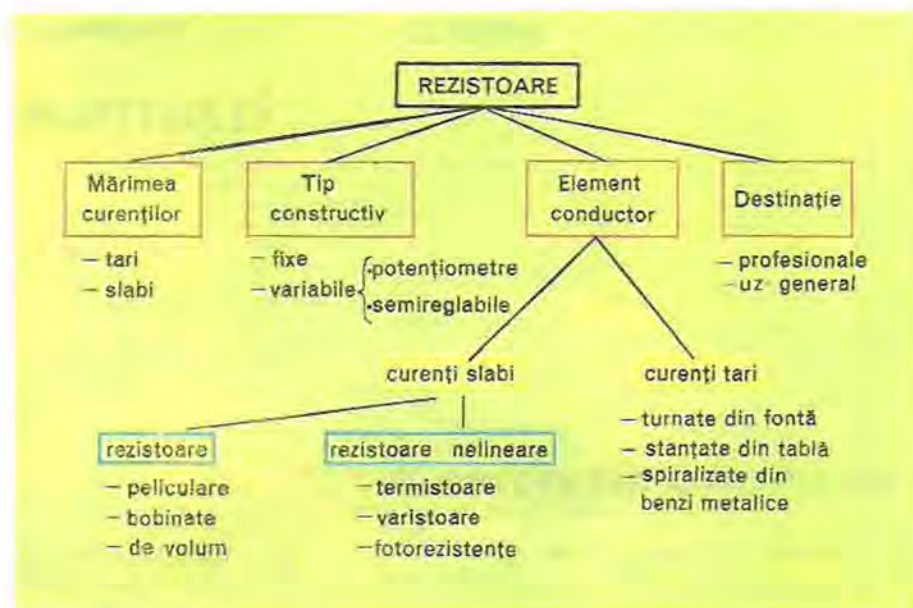 REZISTOARE
Mărimea
curenților
– tari
– slabi
Tip
constructiv
– fixe
– variabile
potențiometre
semireglabile
Element
conductor
Destinație
– profesionale
– uz general
curenți slabi
curenți tari
rezistoare
– peliculare
– bobinate
– de volum
rezistoare nelineare
– termistoare
– varistoare
– fotorezistențe
– turnate din fontă
– stanțate din tablă
– spiralizate din
benzi metalice